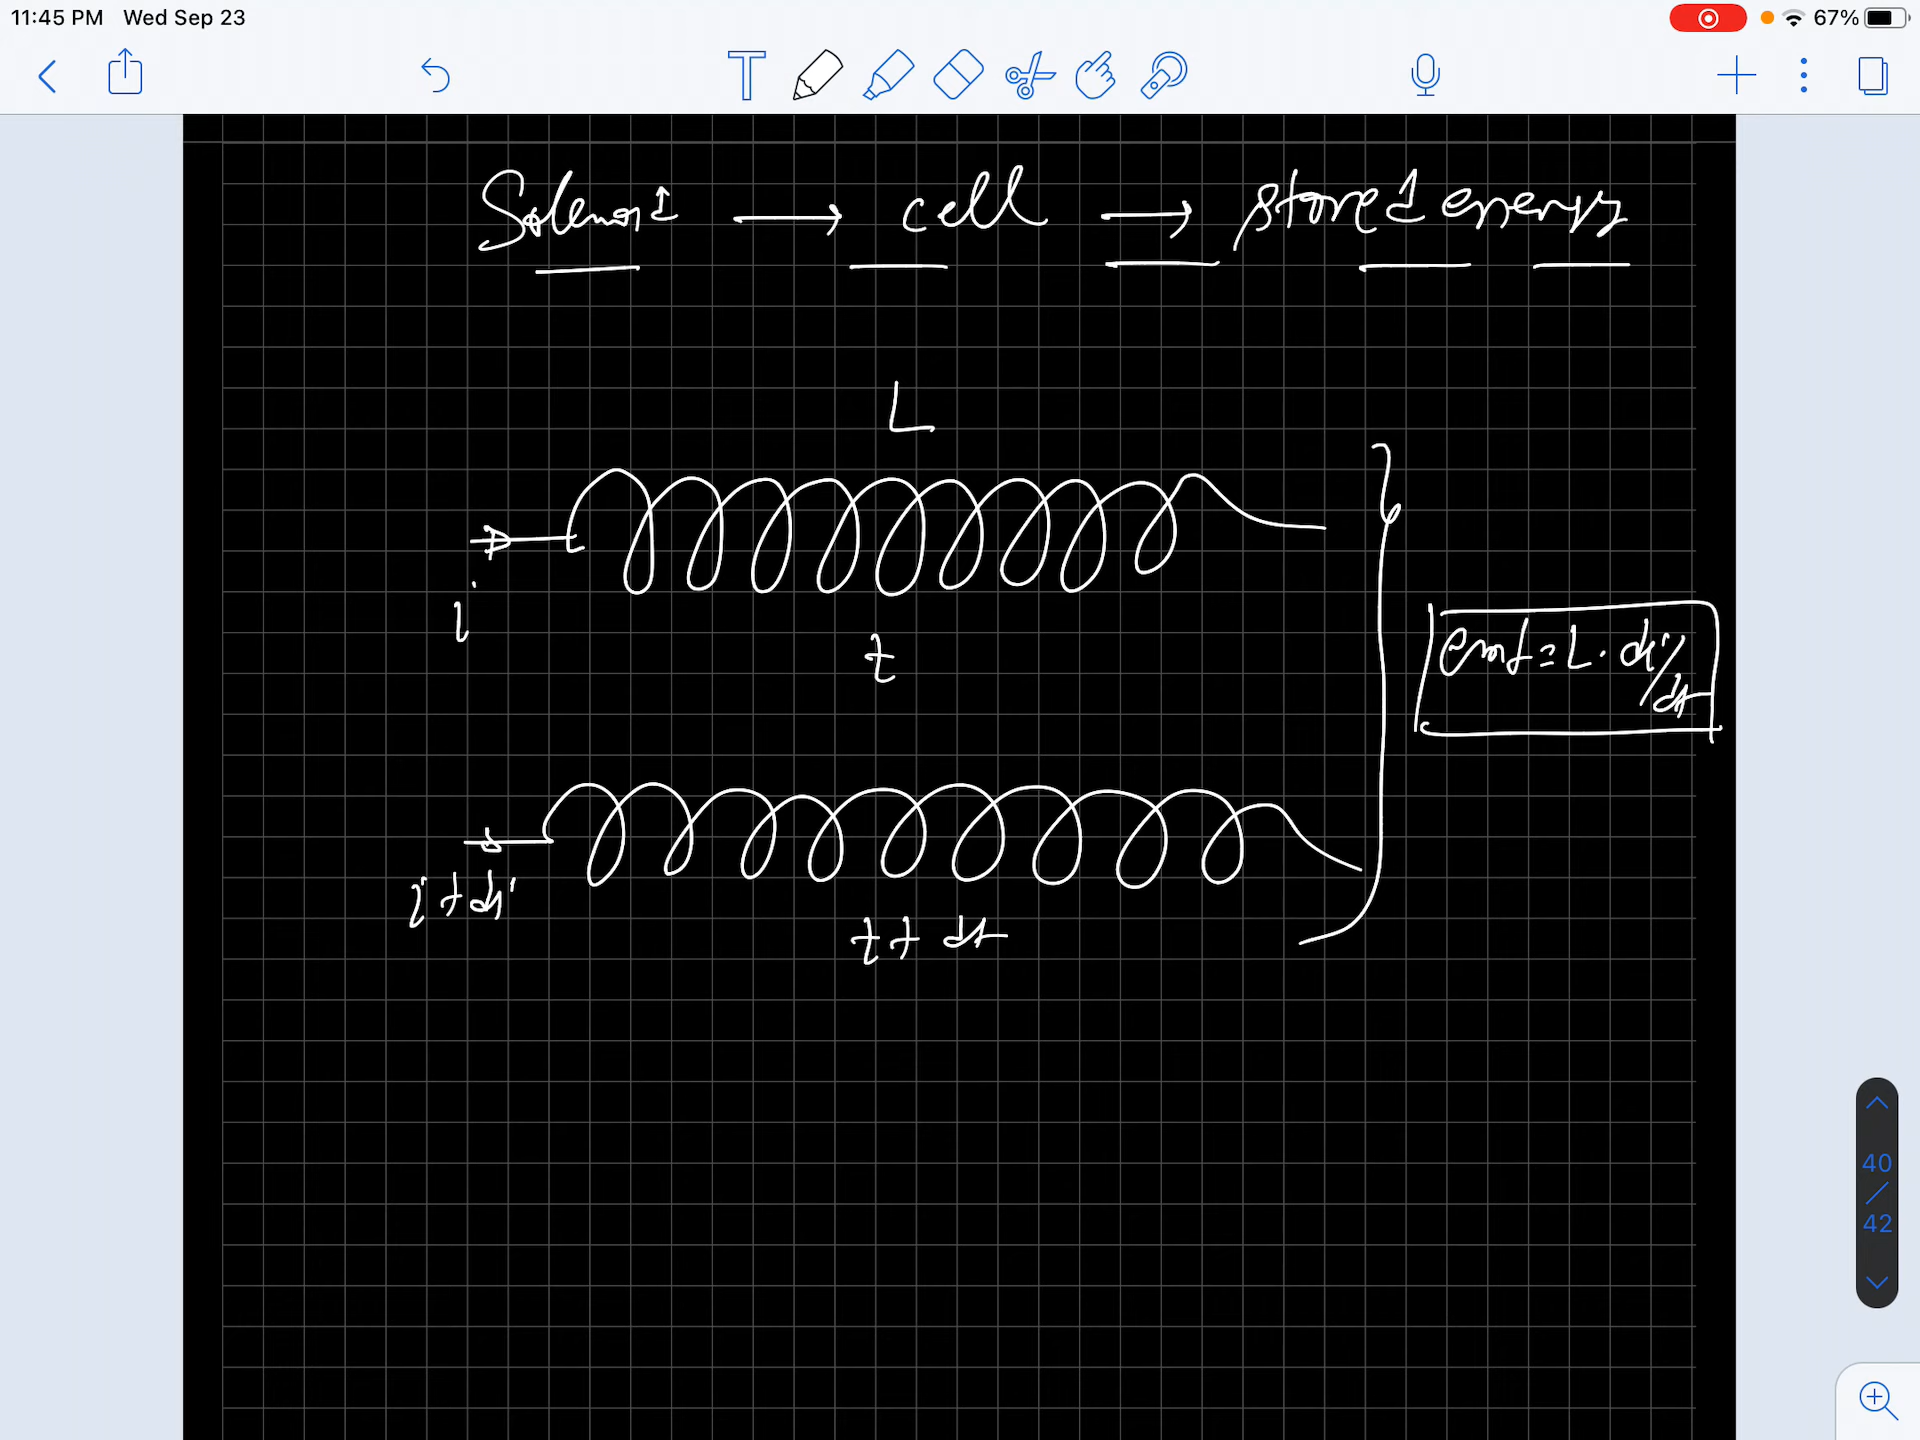 11:45 PM Wed Sep 23 67%
T
Solenoid → cell → stored energy
L
i
t
emf = L · di/dt
i + di
t + dt
40
/
42